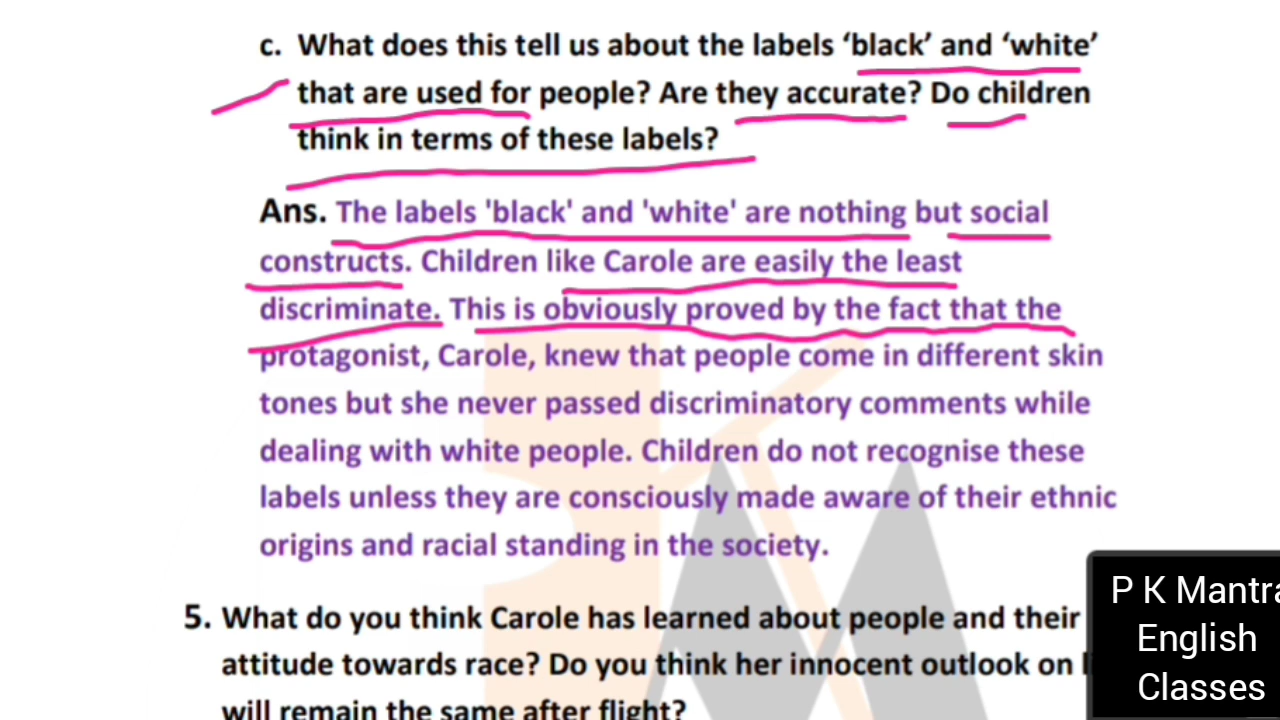 c. What does this tell us about the labels ‘black’ and ‘white’
that are used for people? Are they accurate? Do children
think in terms of these labels?
Ans. The labels 'black' and 'white' are nothing but social
constructs. Children like Carole are easily the least
discriminate. This is obviously proved by the fact that the
protagonist, Carole, knew that people come in different skin
tones but she never passed discriminatory comments while
dealing with white people. Children do not recognise these
labels unless they are consciously made aware of their ethnic
origins and racial standing in the society.
5. What do you think Carole has learned about people and their
attitude towards race? Do you think her innocent outlook on
will remain the same after flight?
P K Mantra
English
Classes